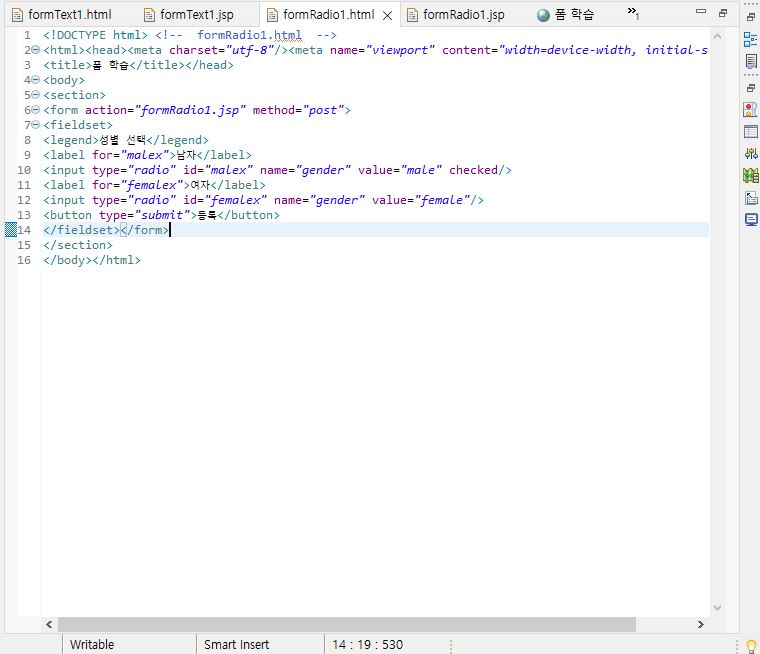 formText1.html formText1.jsp formRadio1.html formRadio1.jsp 폼 학습 »1
1 <!DOCTYPE html> <!-- formRadio1.html -->
2 <html><head><meta charset="utf-8"/><meta name="viewport" content="width=device-width, initial-s
3 <title>폼 학습</title></head>
4 <body>
5 <section>
6 <form action="formRadio1.jsp" method="post">
7 <fieldset>
8 <legend>성별 선택</legend>
9 <label for="malex">남자</label>
10 <input type="radio" id="malex" name="gender" value="male" checked/>
11 <label for="femalex">여자</label>
12 <input type="radio" id="femalex" name="gender" value="female"/>
13 <button type="submit">등록</button>
14 </fieldset></form>
15 </section>
16 </body></html>
Writable Smart Insert 14 : 19 : 530